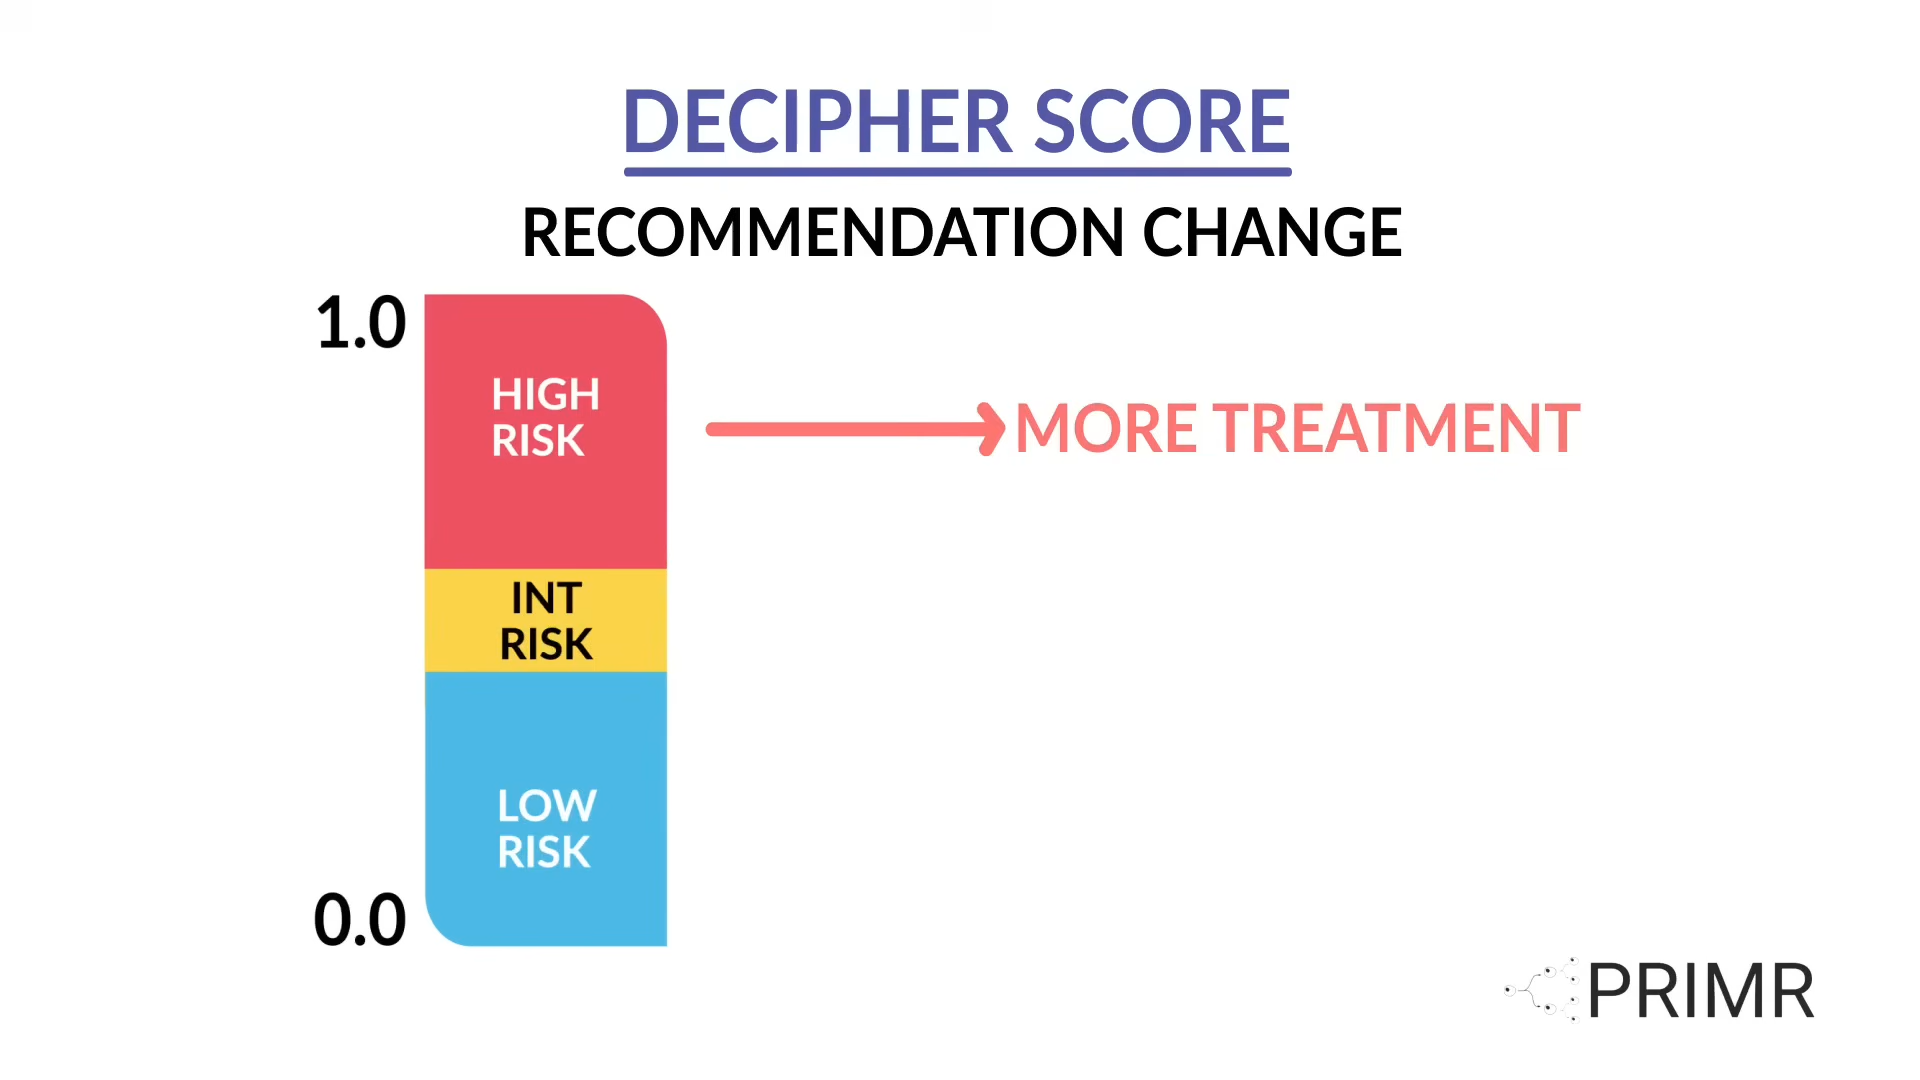 DECIPHER SCORE
RECOMMENDATION CHANGE
1.0
HIGH
RISK
MORE TREATMENT
INT
RISK
LOW
RISK
0.0
PRIMR